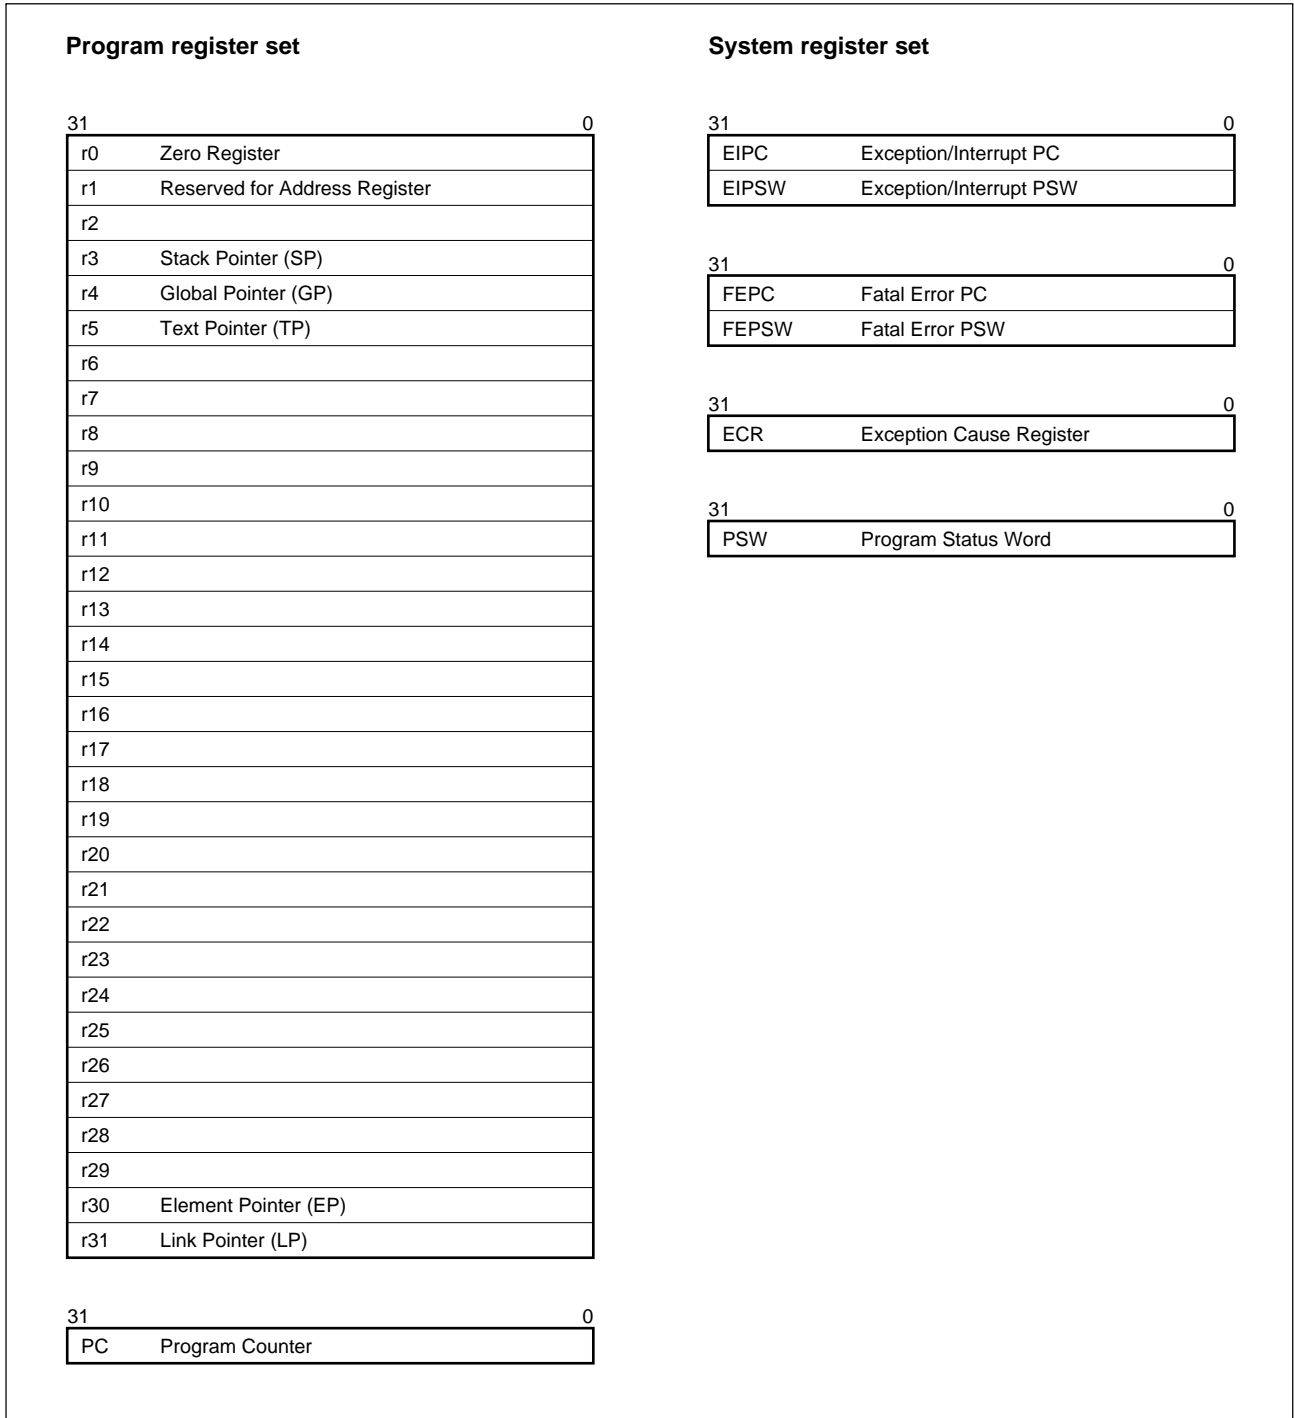 Program register set
31 0
r0 Zero Register
r1 Reserved for Address Register
r2
r3 Stack Pointer (SP)
r4 Global Pointer (GP)
r5 Text Pointer (TP)
r6
r7
r8
r9
r10
r11
r12
r13
r14
r15
r16
r17
r18
r19
r20
r21
r22
r23
r24
r25
r26
r27
r28
r29
r30 Element Pointer (EP)
r31 Link Pointer (LP)
31 0
PC Program Counter
System register set
31 0
EIPC Exception/Interrupt PC
EIPSW Exception/Interrupt PSW
31 0
FEPC Fatal Error PC
FEPSW Fatal Error PSW
31 0
ECR Exception Cause Register
31 0
PSW Program Status Word